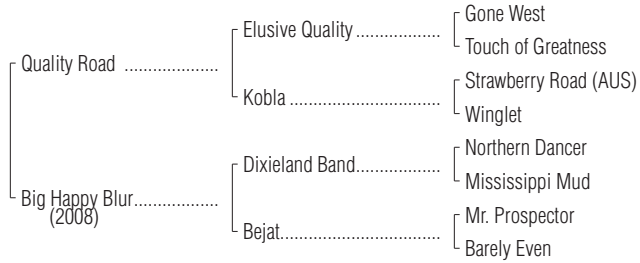 Gone West
Elusive Quality ..................
Touch of Greatness
Quality Road ....................
Strawberry Road (AUS)
Kobla ................................
Winglet
Northern Dancer
Dixieland Band..................
Mississippi Mud
Big Happy Blur..................
(2008)
Mr. Prospector
Bejat..................................
Barely Even